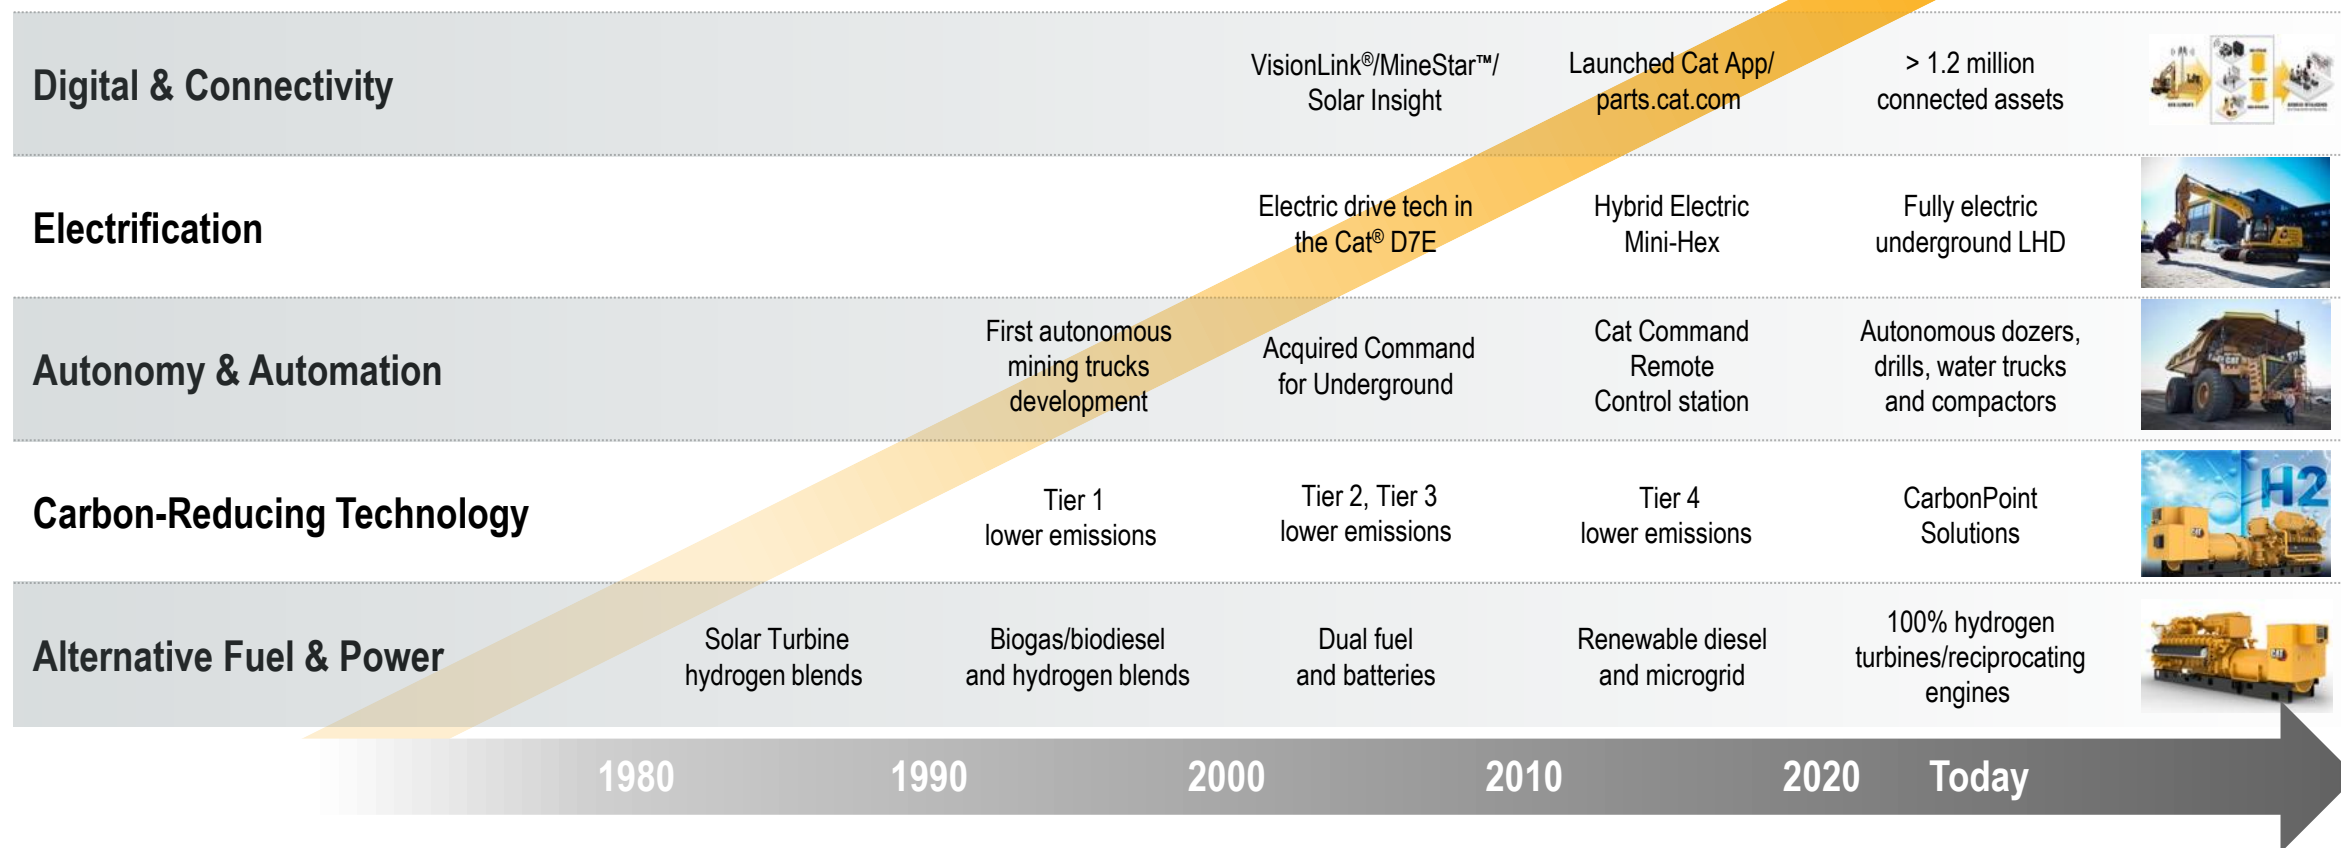 Digital & Connectivity
VisionLink®/MineStar™/
Solar Insight
Launched Cat App/
parts.cat.com
> 1.2 million
connected assets
Electrification
Electric drive tech in
the Cat® D7E
Hybrid Electric
Mini-Hex
Fully electric
underground LHD
Autonomy & Automation
First autonomous
mining trucks
development
Acquired Command
for Underground
Cat Command
Remote
Control station
Autonomous dozers,
drills, water trucks
and compactors
CAT
Carbon-Reducing Technology
Tier 1
lower emissions
Tier 2, Tier 3
lower emissions
Tier 4
lower emissions
CarbonPoint
Solutions
H2
CAT
Alternative Fuel & Power
Solar Turbine
hydrogen blends
Biogas/biodiesel
and hydrogen blends
Dual fuel
and batteries
Renewable diesel
and microgrid
100% hydrogen
turbines/reciprocating
engines
CAT
1980
1990
2000
2010
2020
Today